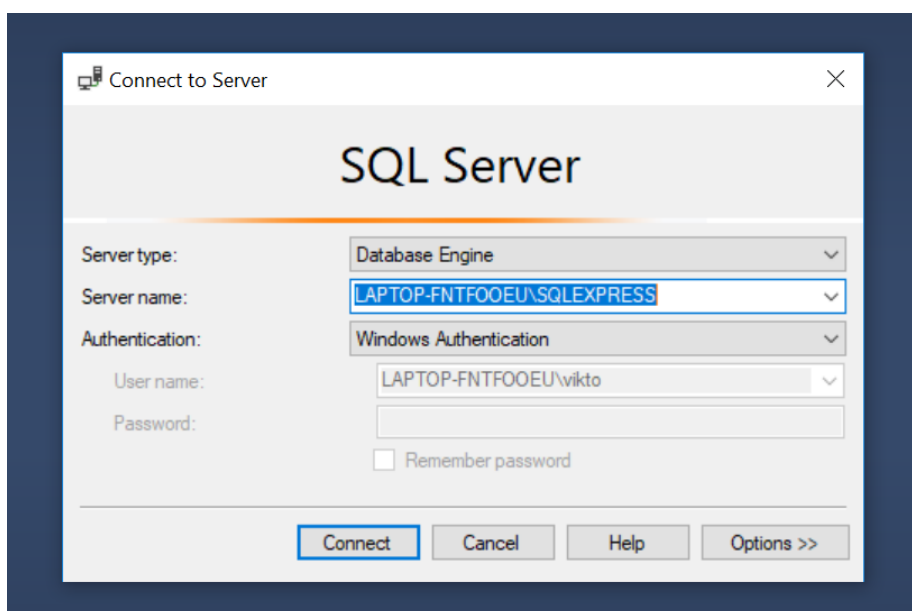 Connect to Server
SQL Server
Server type: Database Engine
Server name: LAPTOP-FNTFOOEU\SQLEXPRESS
Authentication: Windows Authentication
User name: LAPTOP-FNTFOOEU\vikto
Password:
Remember password
Connect Cancel Help Options >>